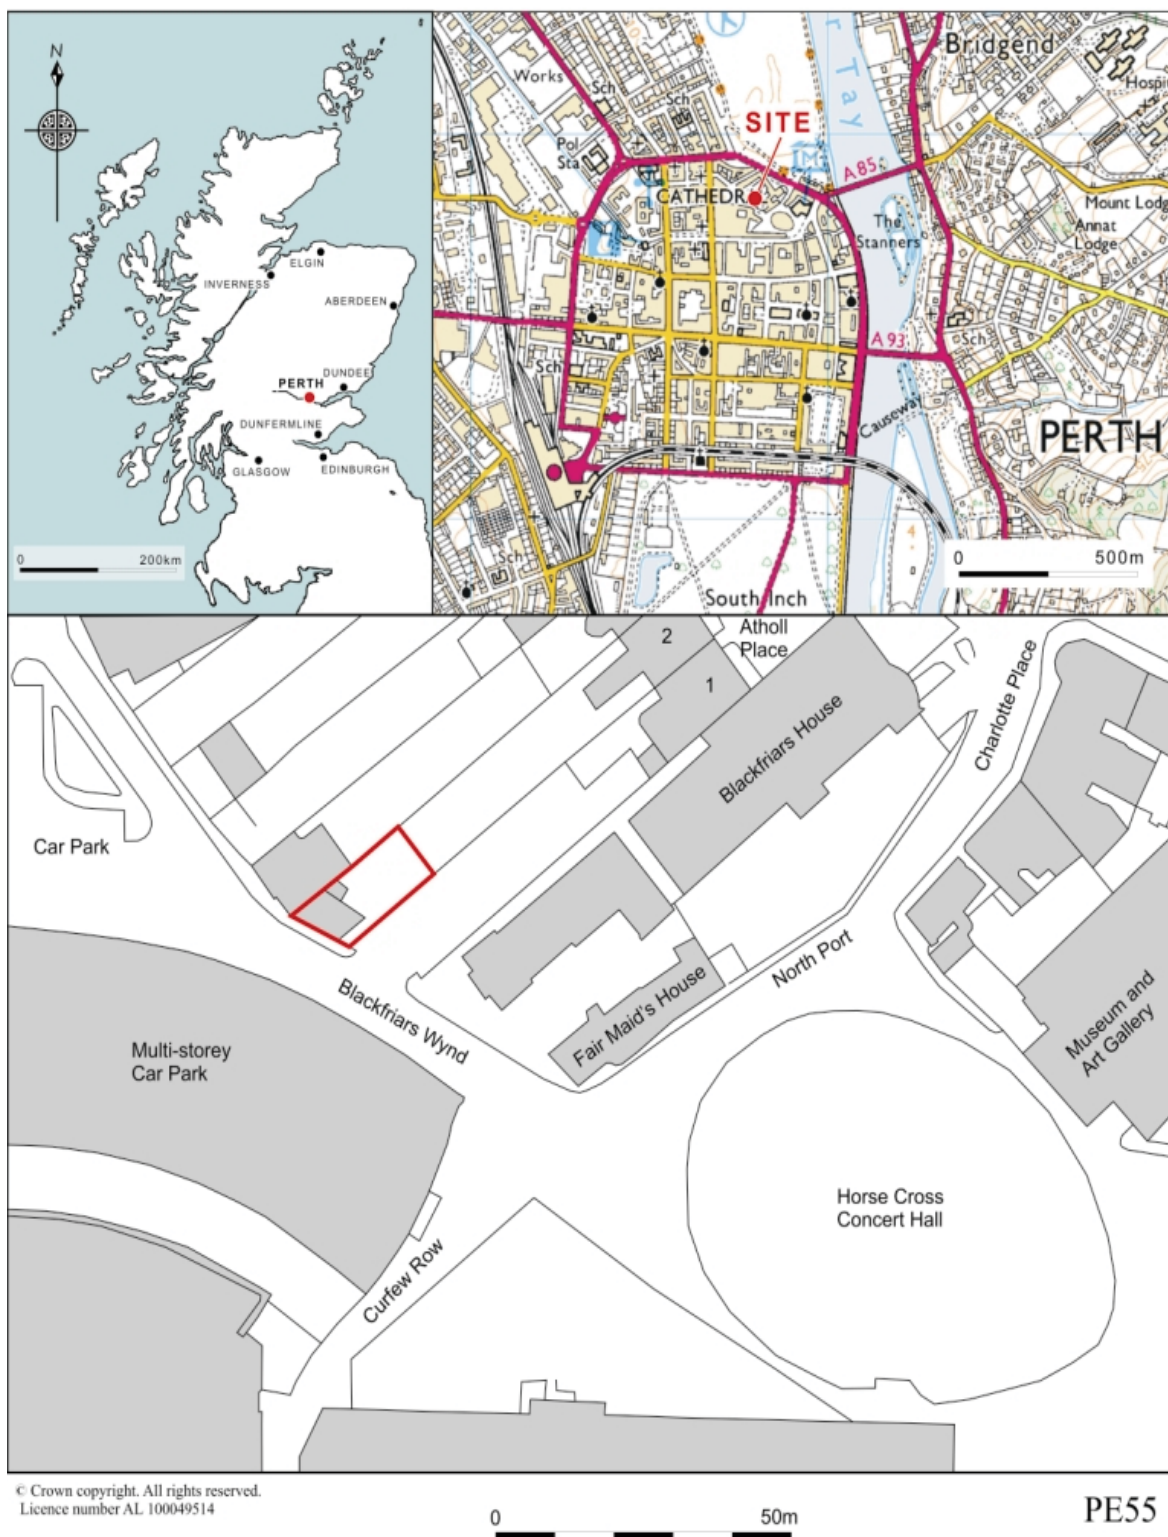 N
ELGIN
INVERNESS
ABERDEEN
DUNDEE
PERTH
DUNFERMLINE
GLASGOW
EDINBURGH
0 200km
Works
Sch
Sch
Pol
Sta
SITE
CATHEDR
r Tay
Bridgend
Hospi
A 85
Mount Lodg
Annat
Lodge
The
Stanners
A 93
Sch
Sch
Causeway
PERTH
Sch
South Inch
4
0 500m
2
1
Atholl
Place
Blackfriars House
Charlotte Place
Car Park
Blackfriars Wynd
Fair Maid's House
North Port
Museum and
Art Gallery
Multi-storey
Car Park
Horse Cross
Concert Hall
Curfew Row
© Crown copyright. All rights reserved.
Licence number AL 100049514
0 50m
PE55